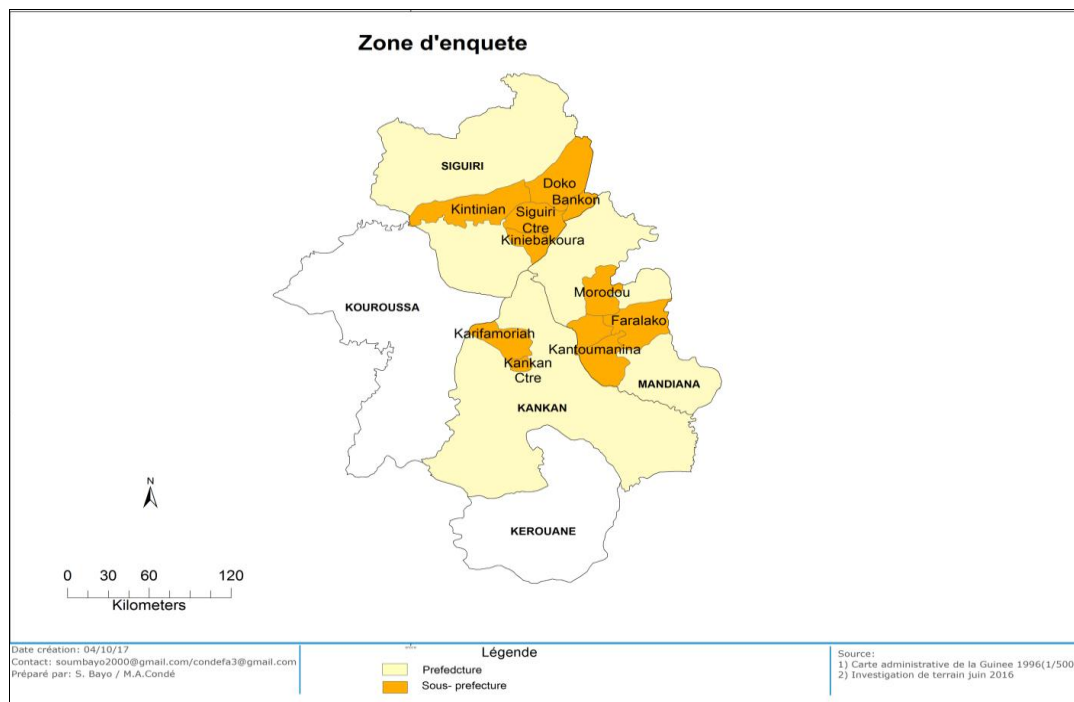 Zone d'enquete
SIGUIRI
Doko
Bankon
Kintinian
Siguiri
Ctre
Kiniebakoura
Morodou
KOUROUSSA
Faralako
Karifamoriah
Kantoumanina
Kankan
Ctre
MANDIANA
KANKAN
N
KEROUANE
0 30 60 120
Kilometers
Date création: 04/10/17
Contact: soumbayo2000@gmail.com/condefa3@gmail.com
Préparé par: S. Bayo / M.A.Condé
Légende
Prefedcture
Sous- prefecture
Source:
1) Carte administrative de la Guinee 1996(1/500
2) Investigation de terrain juin 2016